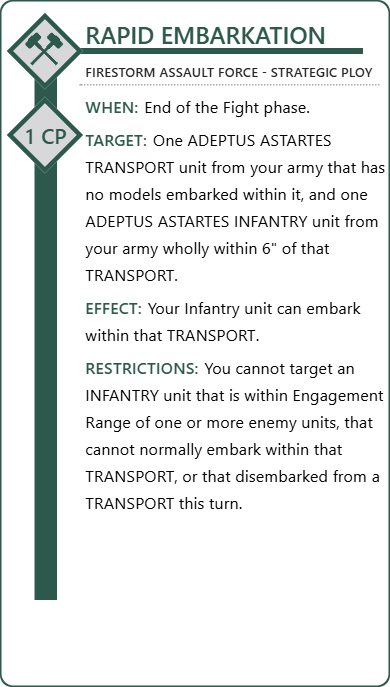 RAPID EMBARKATION
FIRESTORM ASSAULT FORCE - STRATEGIC PLOY
1 CP
WHEN: End of the Fight phase.
TARGET: One ADEPTUS ASTARTES
TRANSPORT unit from your army that has
no models embarked within it, and one
ADEPTUS ASTARTES INFANTRY unit from
your army wholly within 6" of that
TRANSPORT.
EFFECT: Your Infantry unit can embark
within that TRANSPORT.
RESTRICTIONS: You cannot target an
INFANTRY unit that is within Engagement
Range of one or more enemy units, that
cannot normally embark within that
TRANSPORT, or that disembarked from a
TRANSPORT this turn.